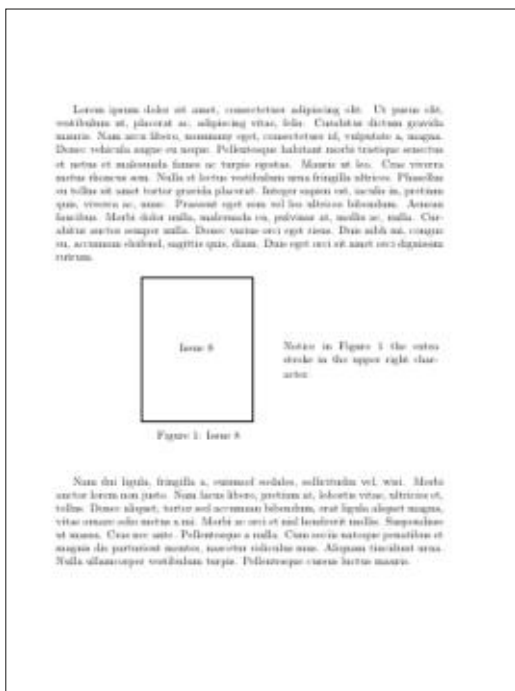 Lorem ipsum dolor sit amet, consectetuer adipiscing elit. Ut purus elit,
vestibulum ut, placerat ac, adipiscing vitae, felis. Curabitur dictum gravida
mauris. Nam arcu libero, nonummy eget, consectetuer id, vulputate a, magna.
Donec vehicula augue eu neque. Pellentesque habitant morbi tristique senectus
et netus et malesuada fames ac turpis egestas. Mauris ut leo. Cras viverra
metus rhoncus sem. Nulla et lectus vestibulum urna fringilla ultrices. Phasellus
eu tellus sit amet tortor gravida placerat. Integer sapien est, iaculis in, pretium
quis, viverra ac, nunc. Praesent eget sem vel leo ultrices bibendum. Aenean
faucibus. Morbi dolor nulla, malesuada eu, pulvinar at, mollis ac, nulla. Cur-
abitur auctor semper nulla. Donec varius orci eget risus. Duis nibh mi, congue
eu, accumsan eleifend, sagittis quis, diam. Duis eget orci sit amet orci dignissim
rutrum.
Issue 8
Notice in Figure 1 the extra
stroke in the upper right char-
acter
Figure 1: Issue 8
Nam dui ligula, fringilla a, euismod sodales, sollicitudin vel, wisi. Morbi
auctor lorem non justo. Nam lacus libero, pretium at, lobortis vitae, ultricies et,
tellus. Donec aliquet, tortor sed accumsan bibendum, erat ligula aliquet magna,
vitae ornare odio metus a mi. Morbi ac orci et nisl hendrerit mollis. Suspendisse
ut massa. Cras nec ante. Pellentesque a nulla. Cum sociis natoque penatibus et
magnis dis parturient montes, nascetur ridiculus mus. Aliquam tincidunt urna.
Nulla ullamcorper vestibulum turpis. Pellentesque cursus luctus mauris.